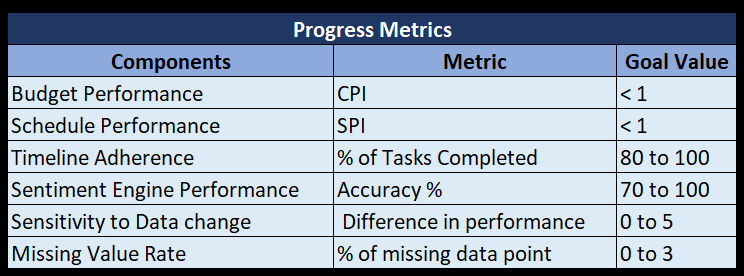 Progress Metrics
Components Metric Goal Value
Budget Performance CPI < 1
Schedule Performance SPI < 1
Timeline Adherence % of Tasks Completed 80 to 100
Sentiment Engine Performance Accuracy % 70 to 100
Sensitivity to Data change Difference in performance 0 to 5
Missing Value Rate % of missing data point 0 to 3